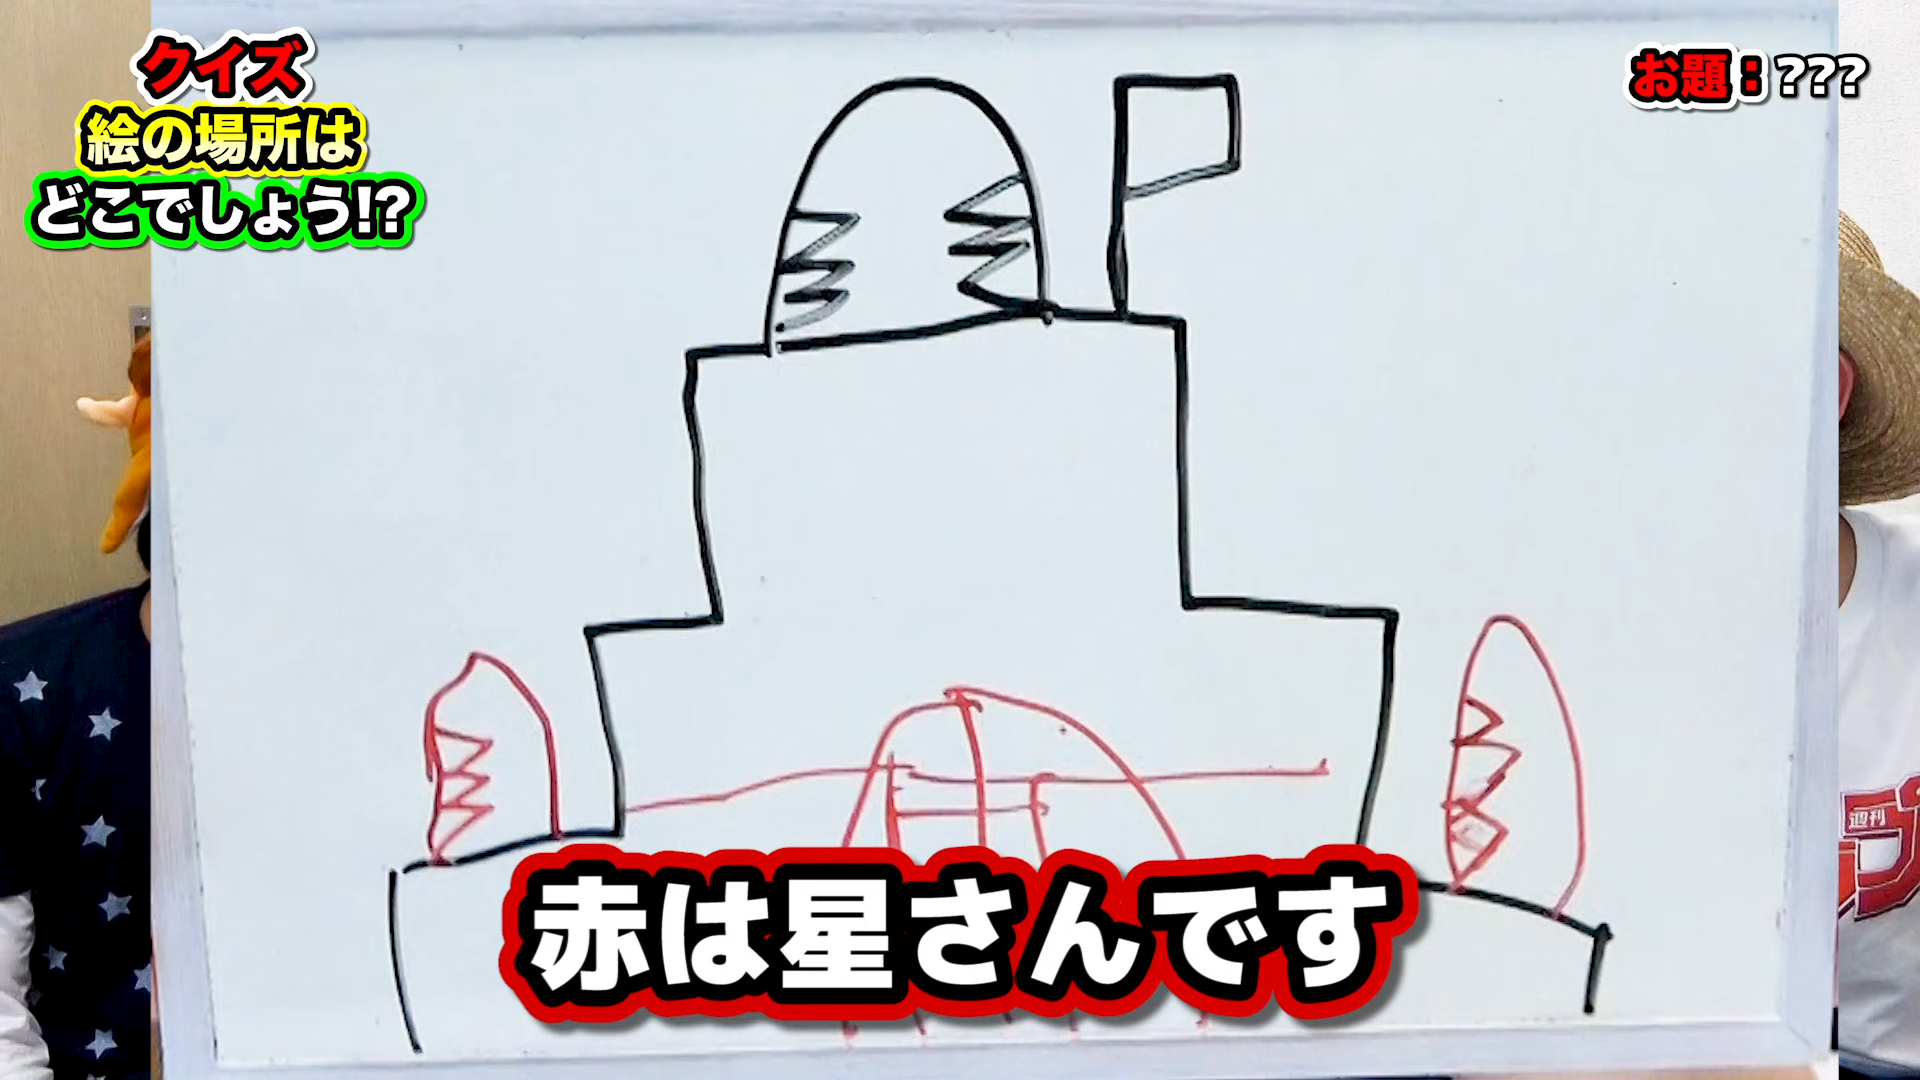 クイズ
絵の場所は
どこでしょう!?
お題：???
週刊
赤は星さんです